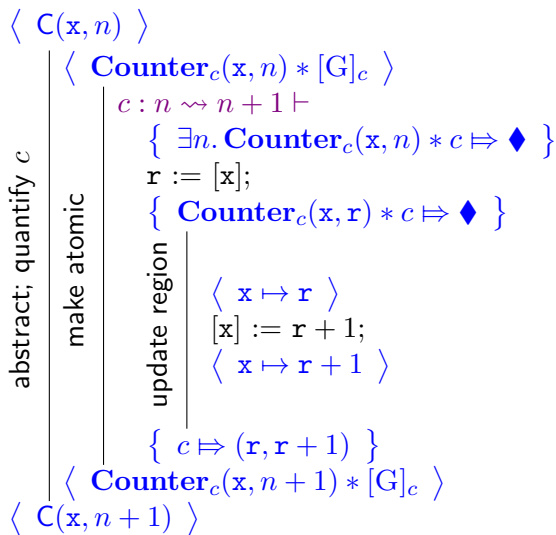 ⟨ C(x, n) ⟩
⟨ Counter_c(x, n) ∗ [G]_c ⟩
c : n ⇝ n + 1 ⊢
{ ∃n. Counter_c(x, n) ∗ c ⤇ ♦ }
r := [x];
{ Counter_c(x, r) ∗ c ⤇ ♦ }
⟨ x ↦ r ⟩
[x] := r + 1;
⟨ x ↦ r + 1 ⟩
{ c ⤇ (r, r + 1) }
⟨ Counter_c(x, n + 1) ∗ [G]_c ⟩
⟨ C(x, n + 1) ⟩
abstract; quantify c
make atomic
update region